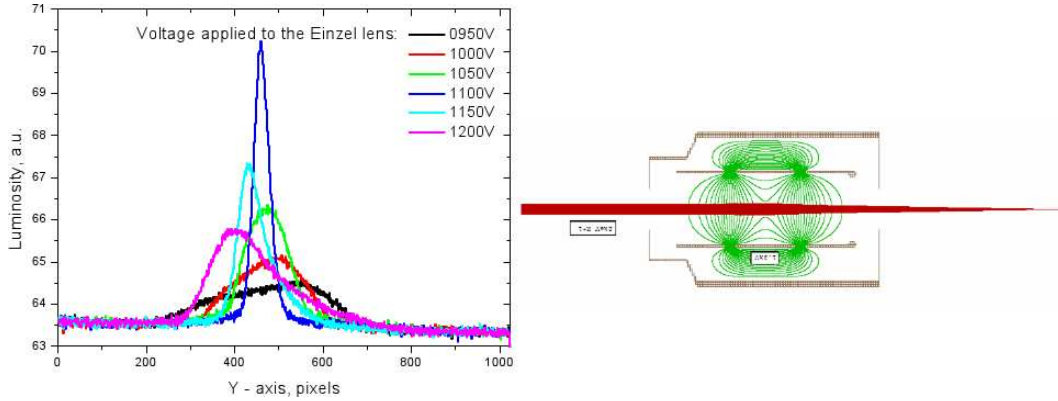 71
70
69
68
67
66
65
64
63
Luminosity, a.u.
Voltage applied to the Einzel lens:
0950V
1000V
1050V
1100V
1150V
1200V
0 200 400 600 800 1000
Y - axis, pixels